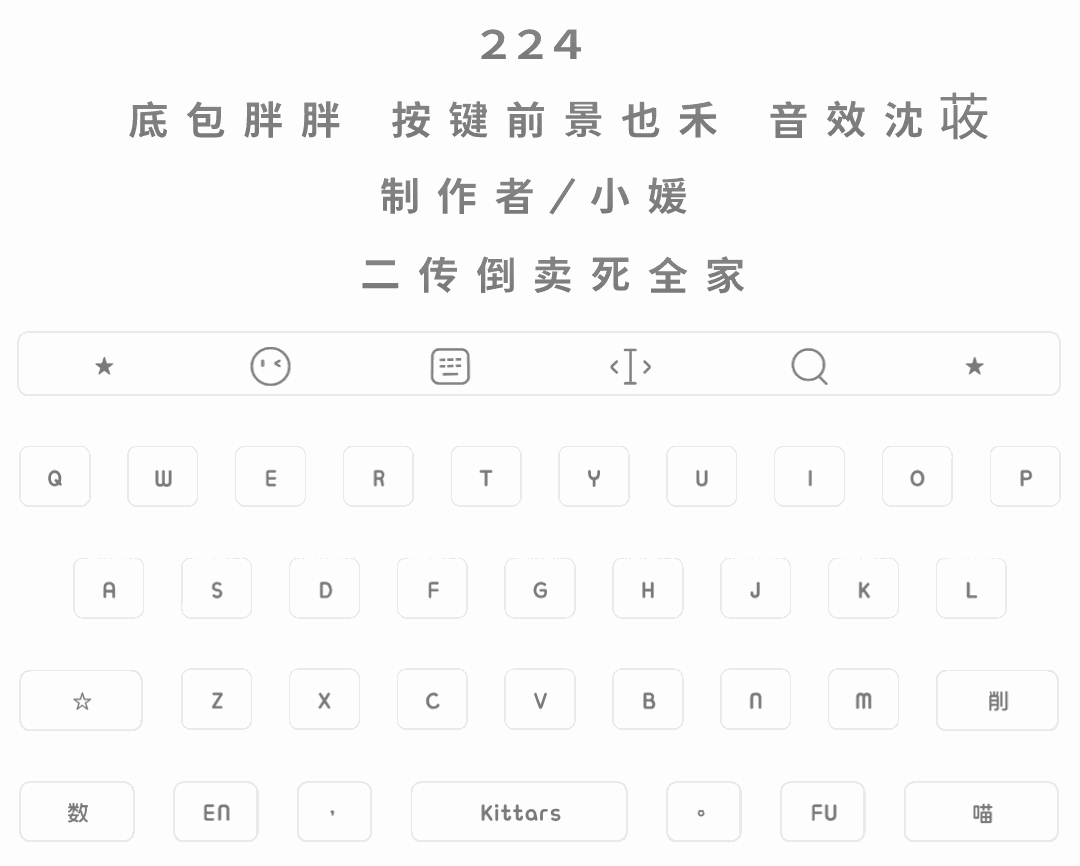 224
底包胖胖 按键前景也禾 音效沈荍
制作者/小媛
二传倒卖死全家
★ ★
Q W E R T Y U I O P
A S D F G H J K L
☆ Z X C V B N M 削
数 EN , Kittars 。 FU 喵